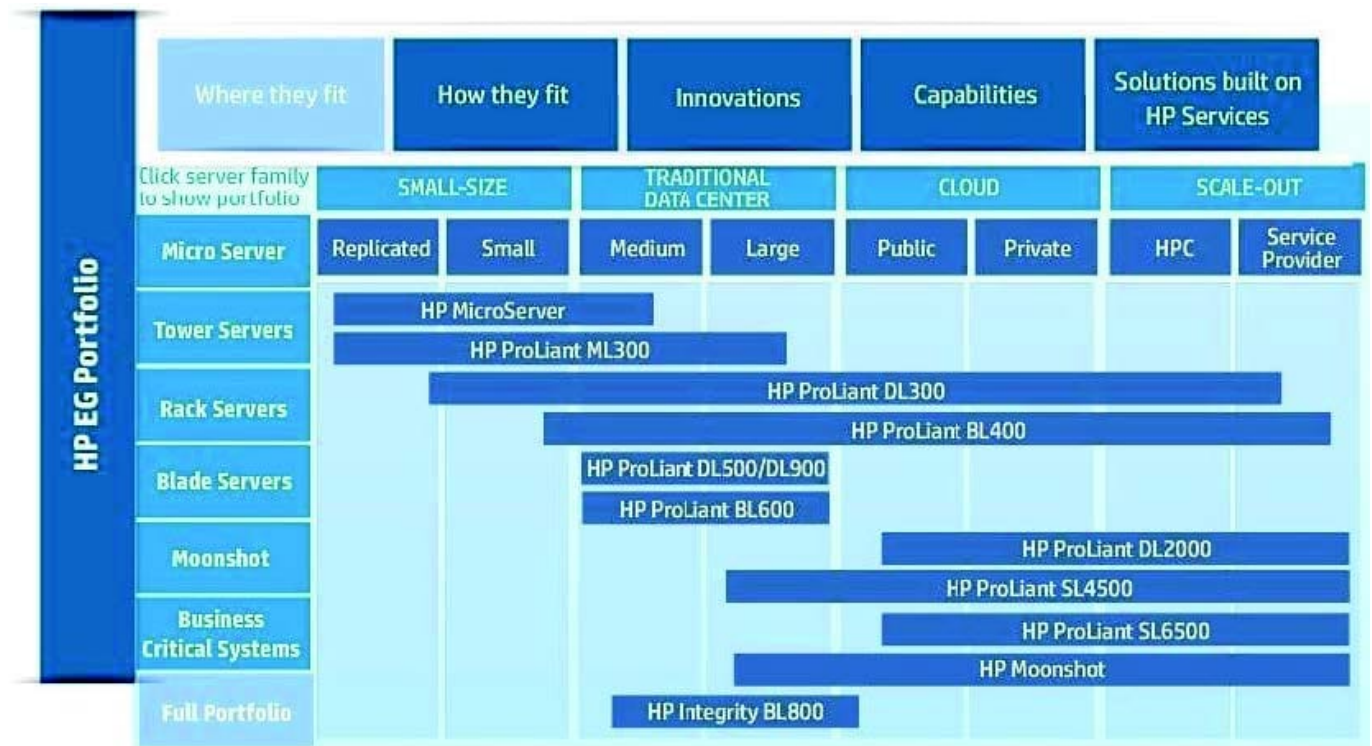 HP EG Portfolio
Where they fit
How they fit
Innovations
Capabilities
Solutions built on
HP Services
Click server family
to show portfolio
SMALL-SIZE
TRADITIONAL
DATA CENTER
CLOUD
SCALE-OUT
Micro Server
Replicated
Small
Medium
Large
Public
Private
HPC
Service
Provider
Tower Servers
HP MicroServer
HP ProLiant ML300
Rack Servers
HP ProLiant DL300
HP ProLiant BL400
Blade Servers
HP ProLiant DL500/DL900
HP ProLiant BL600
Moonshot
HP ProLiant DL2000
HP ProLiant SL4500
Business
Critical Systems
HP ProLiant SL6500
HP Moonshot
Full Portfolio
HP Integrity BL800